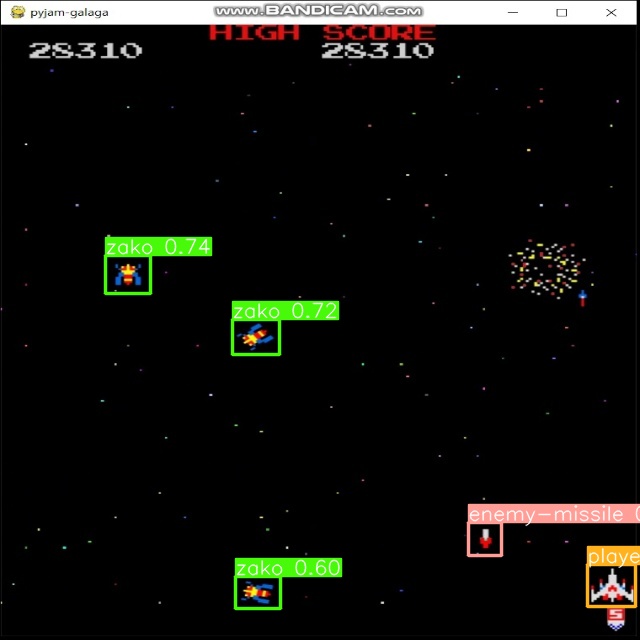 pyjam-galaga
www.BANDICAM.com
HIGH SCORE
28310 28310
zako 0.74
zako 0.72
enemy-missile 0
playe
zako 0.60
S